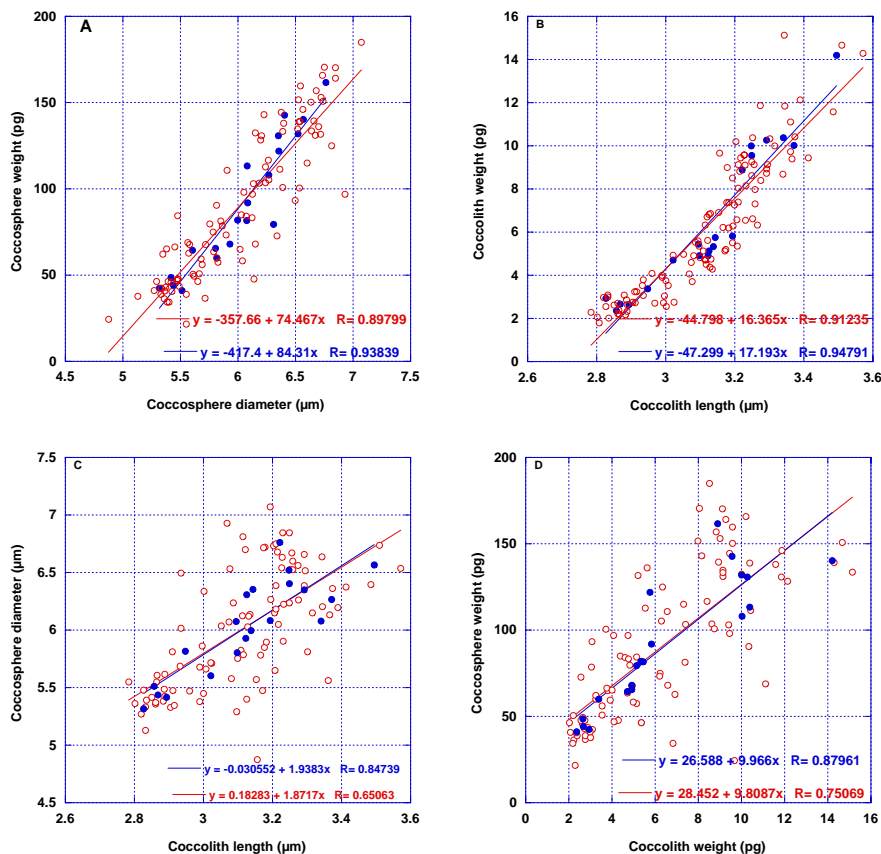 A
200
150
100
50
0
4.5 5 5.5 6 6.5 7 7.5
Coccosphere weight (pg)
Coccosphere diameter (µm)
y = -357.66 + 74.467x R= 0.89799
y = -417.4 + 84.31x R= 0.93839
B
16
14
12
10
8
6
4
2
0
2.6 2.8 3 3.2 3.4 3.6
Coccolith weight (pg)
Coccolith length (µm)
y = -44.798 + 16.365x R= 0.91235
y = -47.299 + 17.193x R= 0.94791
C
7.5
7
6.5
6
5.5
5
4.5
2.6 2.8 3 3.2 3.4 3.6
Coccosphere diameter (µm)
Coccolith length (µm)
y = -0.030552 + 1.9383x R= 0.84739
y = 0.18283 + 1.8717x R= 0.65063
D
200
150
100
50
0
0 2 4 6 8 10 12 14 16
Coccosphere weight (pg)
Coccolith weight (pg)
y = 26.588 + 9.966x R= 0.87961
y = 28.452 + 9.8087x R= 0.75069